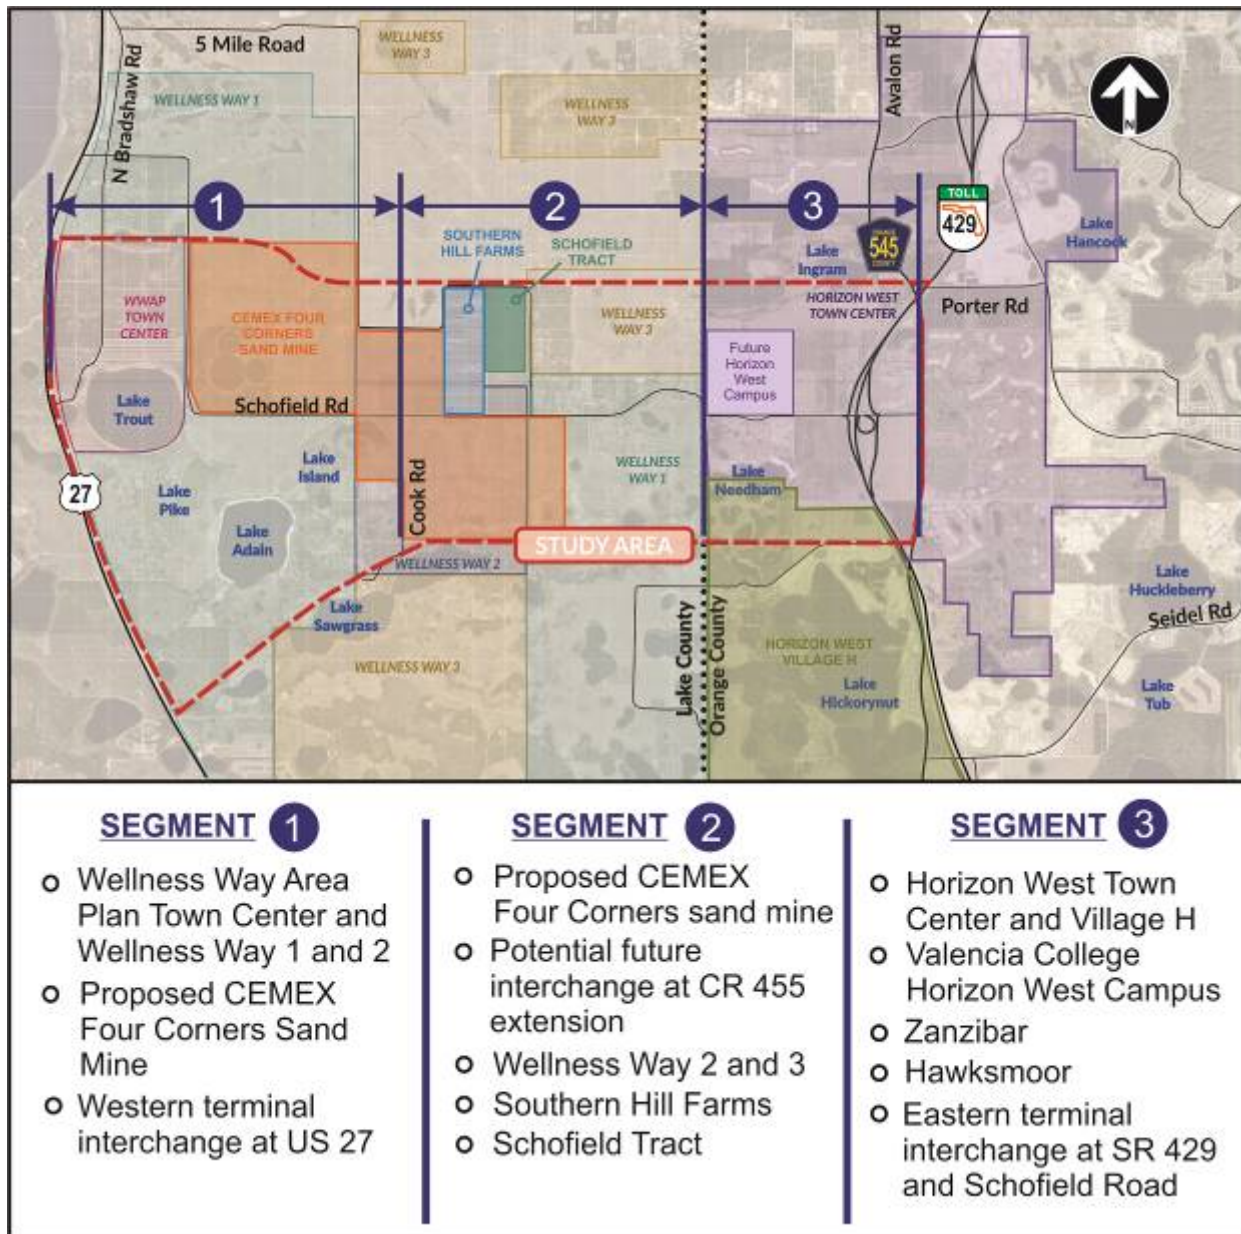 5 Mile Road
N Bradshaw Rd
WELLNESS WAY 1
WELLNESS
WAY 3
WELLNESS
WAY 3
Avalon Rd
N
1
2
3
TOLL
429
ORANGE
545
COUNTY
Lake
Hancock
SOUTHERN
HILL FARMS
SCHOFIELD
TRACT
Lake
Ingram
HORIZON WEST
TOWN CENTER
Porter Rd
WWAP
TOWN
CENTER
CEMEX FOUR
CORNERS
SAND MINE
WELLNESS
WAY 3
Future
Horizon
West
Campus
Lake
Trout
Schofield Rd
27
Lake
Pike
Lake
Island
Lake
Adain
Cook Rd
WELLNESS
WAY 1
Lake
Needham
STUDY AREA
WELLNESS WAY 2
Lake
Sawgrass
WELLNESS WAY 3
Lake County
Orange County
HORIZON WEST
VILLAGE H
Lake
Hickorynut
Lake
Huckleberry
Seidel Rd
Lake
Tub
SEGMENT 1
Wellness Way Area
Plan Town Center and
Wellness Way 1 and 2
Proposed CEMEX
Four Corners Sand
Mine
Western terminal
interchange at US 27
SEGMENT 2
Proposed CEMEX
Four Corners sand mine
Potential future
interchange at CR 455
extension
Wellness Way 2 and 3
Southern Hill Farms
Schofield Tract
SEGMENT 3
Horizon West Town
Center and Village H
Valencia College
Horizon West Campus
Zanzibar
Hawksmoor
Eastern terminal
interchange at SR 429
and Schofield Road